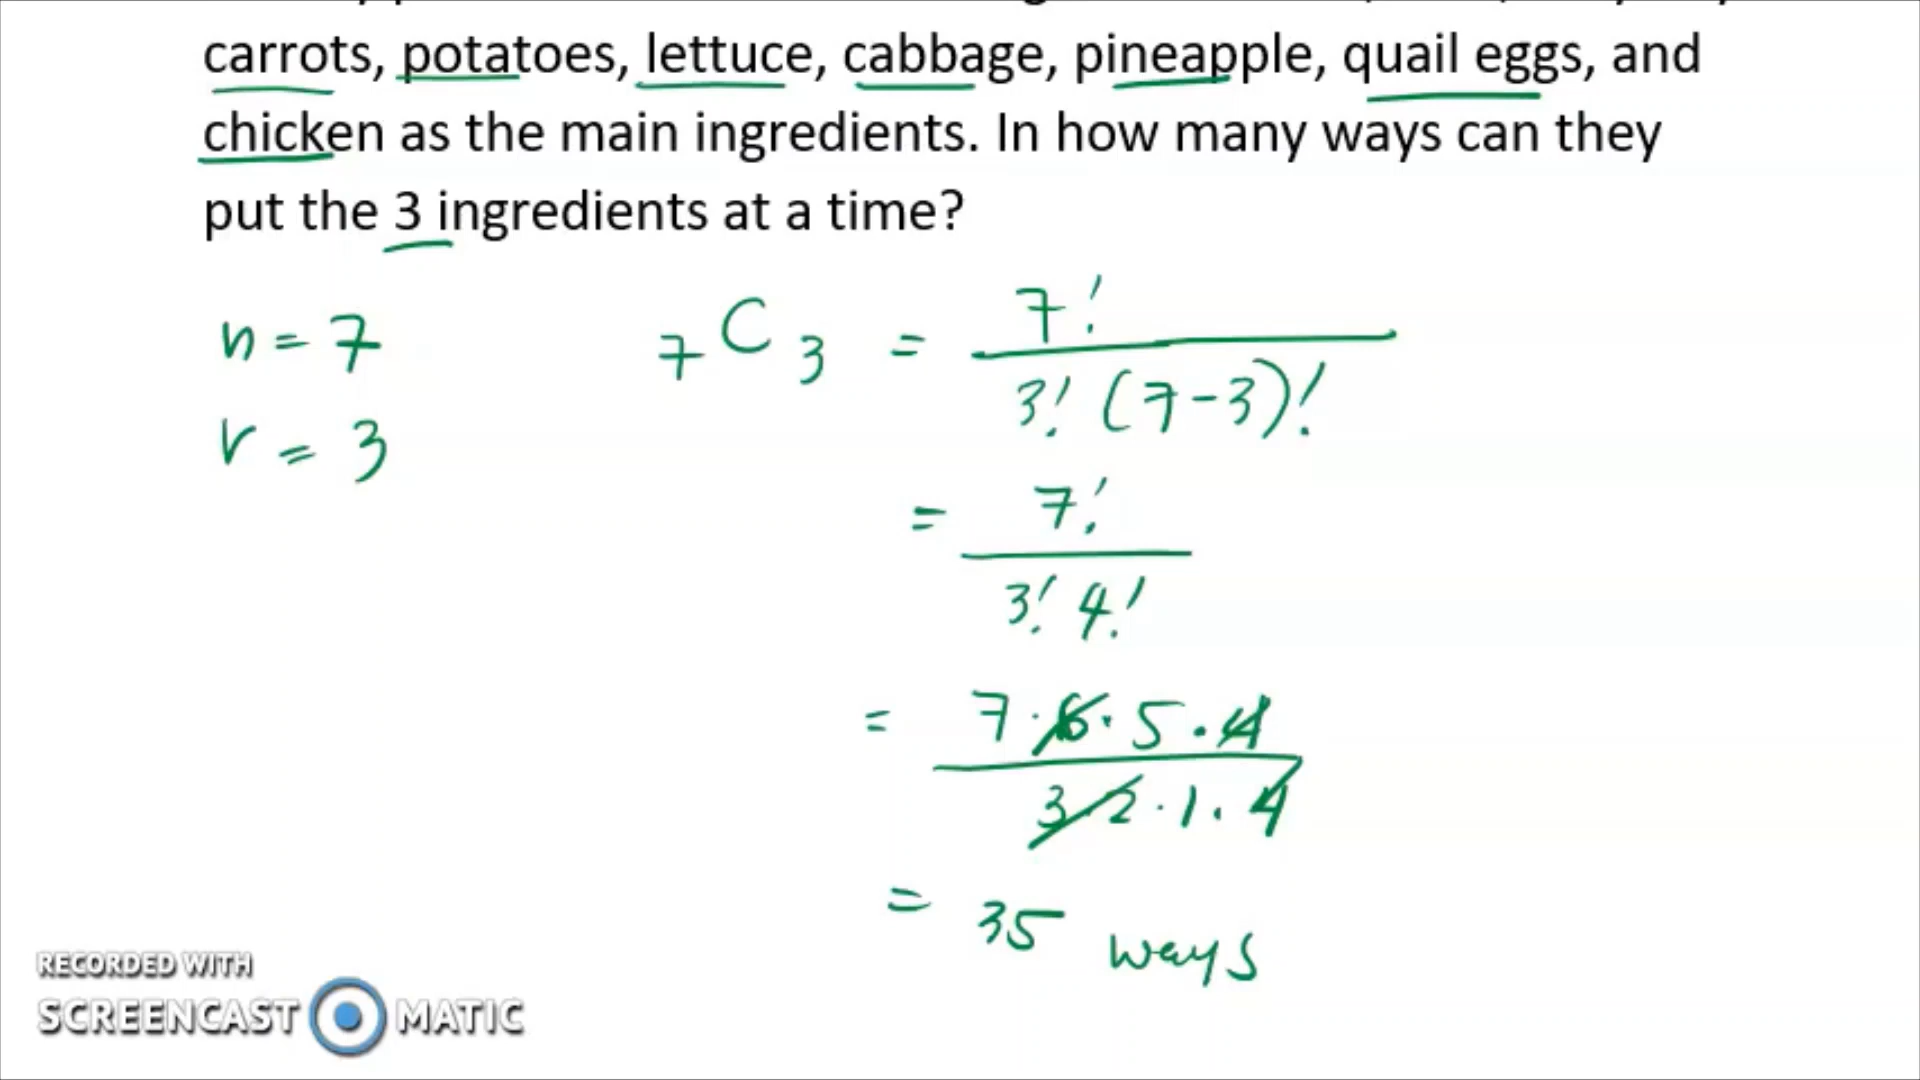 carrots, potatoes, lettuce, cabbage, pineapple, quail eggs, and
chicken as the main ingredients. In how many ways can they
put the 3 ingredients at a time?
n = 7
r = 3
7 C 3 = 7! / 3! (7-3)!
= 7! / 3! 4!
= 7 · 6 · 5 · 4 / 3 · 2 · 1 · 4
= 35 ways
RECORDED WITH
SCREENCAST MATIC